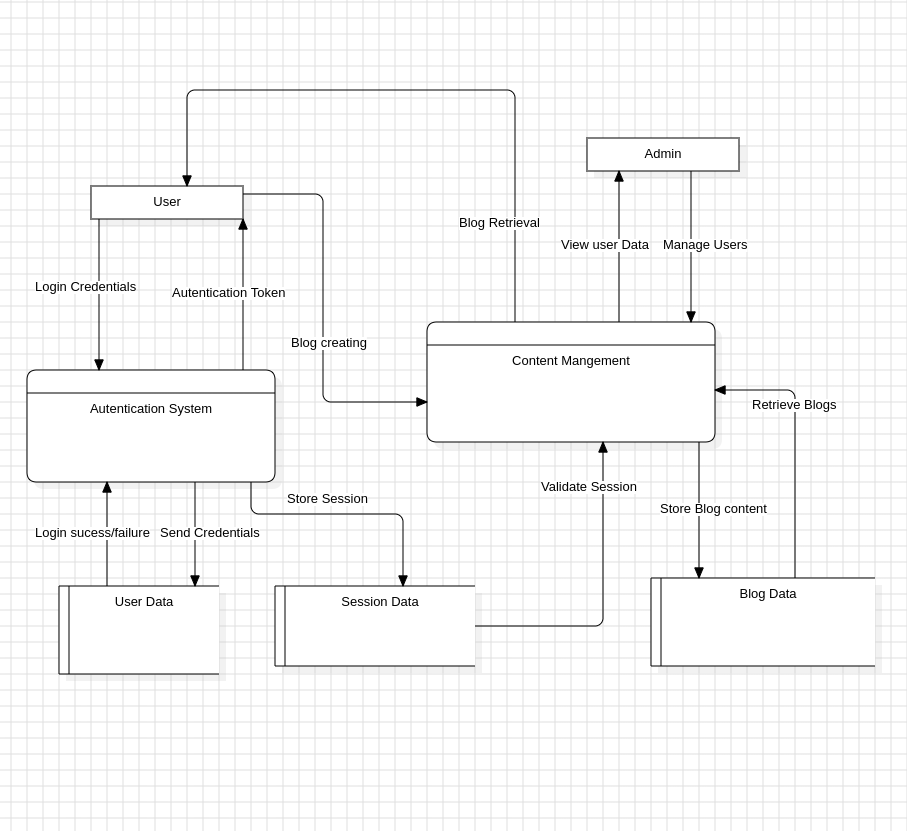 Admin
User
Blog Retrieval
View user Data
Manage Users
Login Credentials
Autentication Token
Blog creating
Content Mangement
Autentication System
Retrieve Blogs
Validate Session
Store Session
Store Blog content
Login sucess/failure
Send Credentials
User Data
Session Data
Blog Data